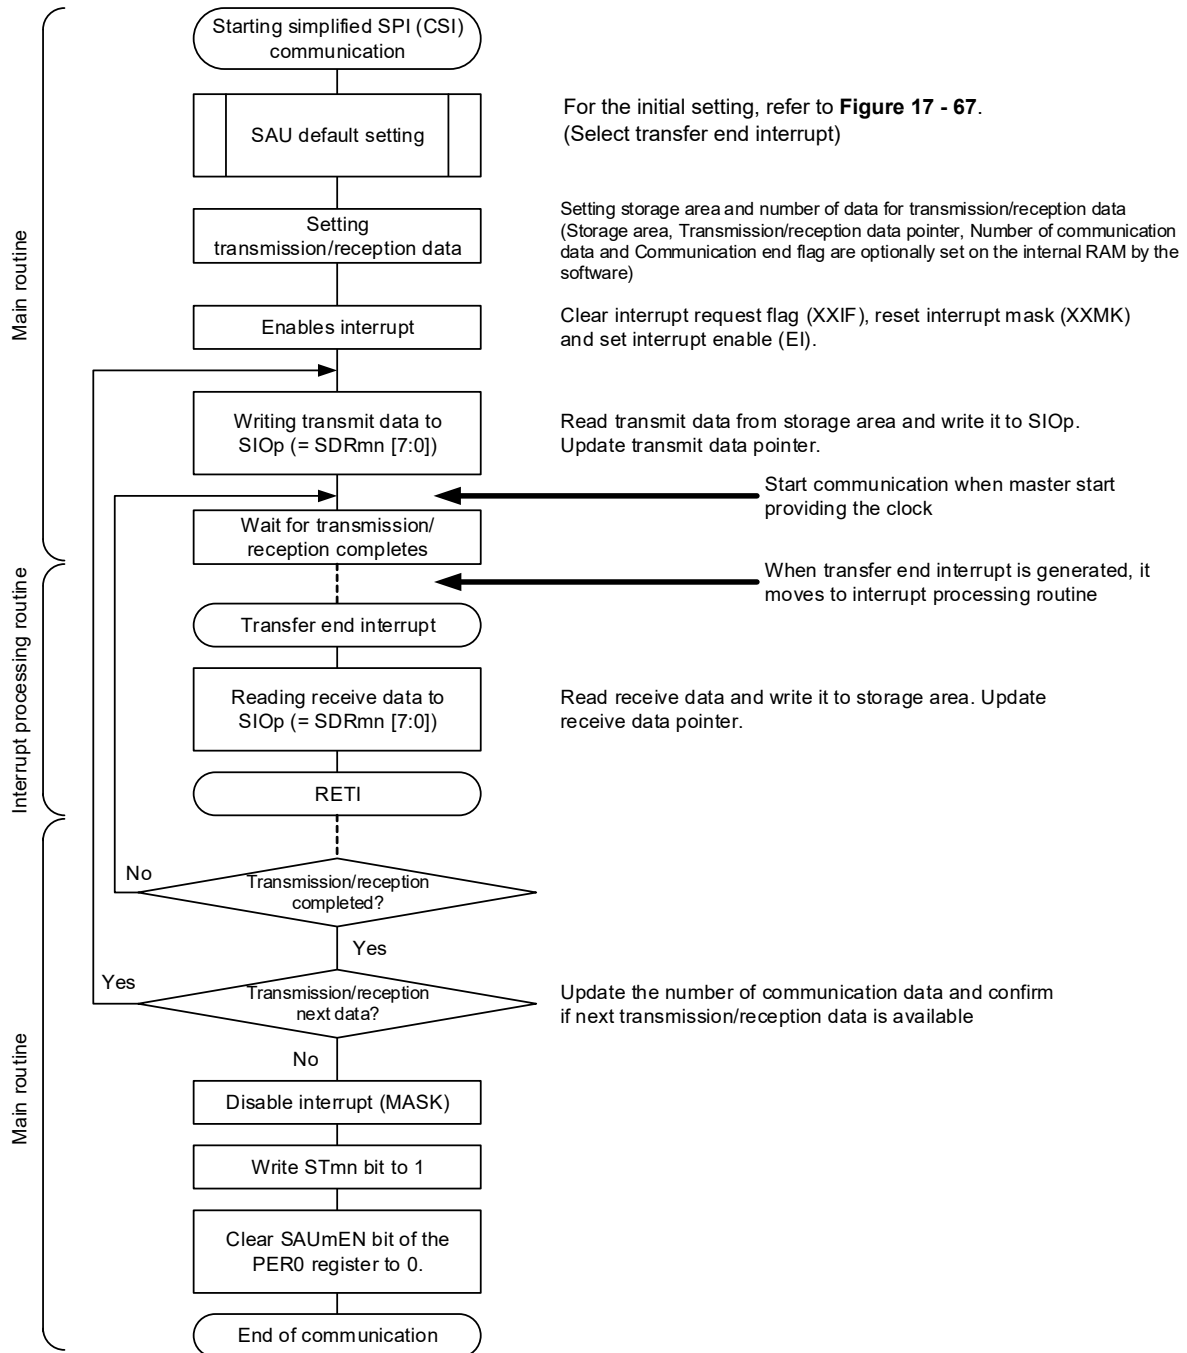 Starting simplified SPI (CSI)
communication
SAU default setting
For the initial setting, refer to Figure 17 - 67.
(Select transfer end interrupt)
Setting
transmission/reception data
Setting storage area and number of data for transmission/reception data
(Storage area, Transmission/reception data pointer, Number of communication
data and Communication end flag are optionally set on the internal RAM by the
software)
Main routine
Enables interrupt
Clear interrupt request flag (XXIF), reset interrupt mask (XXMK)
and set interrupt enable (EI).
Writing transmit data to
SIOp (= SDRmn [7:0])
Read transmit data from storage area and write it to SIOp.
Update transmit data pointer.
Start communication when master start
providing the clock
Wait for transmission/
reception completes
When transfer end interrupt is generated, it
moves to interrupt processing routine
Interrupt processing routine
Transfer end interrupt
Reading receive data to
SIOp (= SDRmn [7:0])
Read receive data and write it to storage area. Update
receive data pointer.
RETI
No
Transmission/reception
completed?
Yes
Yes
Transmission/reception
next data?
Update the number of communication data and confirm
if next transmission/reception data is available
No
Main routine
Disable interrupt (MASK)
Write STmn bit to 1
Clear SAUmEN bit of the
PER0 register to 0.
End of communication